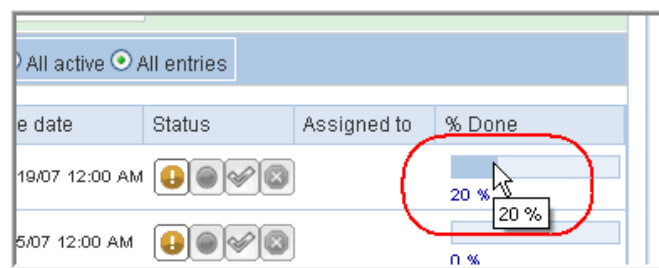 All active All entries
e date Status Assigned to % Done
19/07 12:00 AM
20 %
20 %
5/07 12:00 AM
0 %